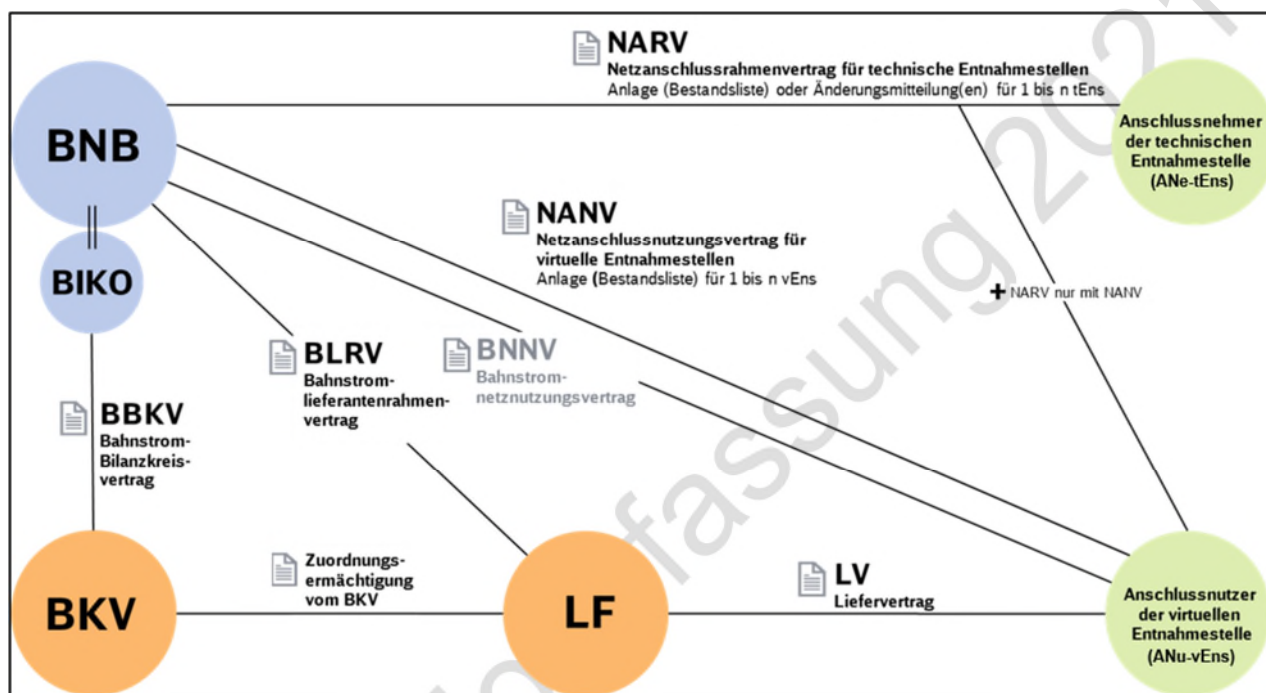 NARV
Netzanschlussrahmenvertrag für technische Entnahmestellen
Anlage (Bestandsliste) oder Änderungsmitteilung(en) für 1 bis n tEns
BNB
Anschlussnehmer
der technischen
Entnahmestelle
(ANe-tEns)
NANV
Netzanschlussnutzungsvertrag für
virtuelle Entnahmestellen
Anlage (Bestandsliste) für 1 bis n vEns
BIKO
+ NARV nur mit NANV
BLRV
Bahnstrom-
lieferantenrahmen-
vertrag
BNNV
Bahnstrom-
netznutzungsvertrag
BBKV
Bahnstrom-
Bilanzkreis-
vertrag
BKV
Zuordnungs-
ermächtigung
vom BKV
LF
LV
Liefervertrag
Anschlussnutzer
der virtuellen
Entnahmestelle
(ANu-vEns)
fassung 2021